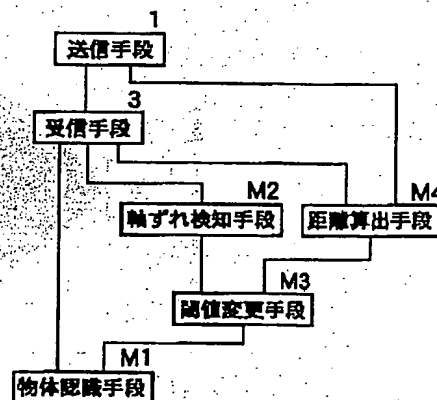 1
送信手段
3
受信手段
M2
軸ずれ検知手段
M4
距離算出手段
M3
閾値変更手段
M1
物体認識手段